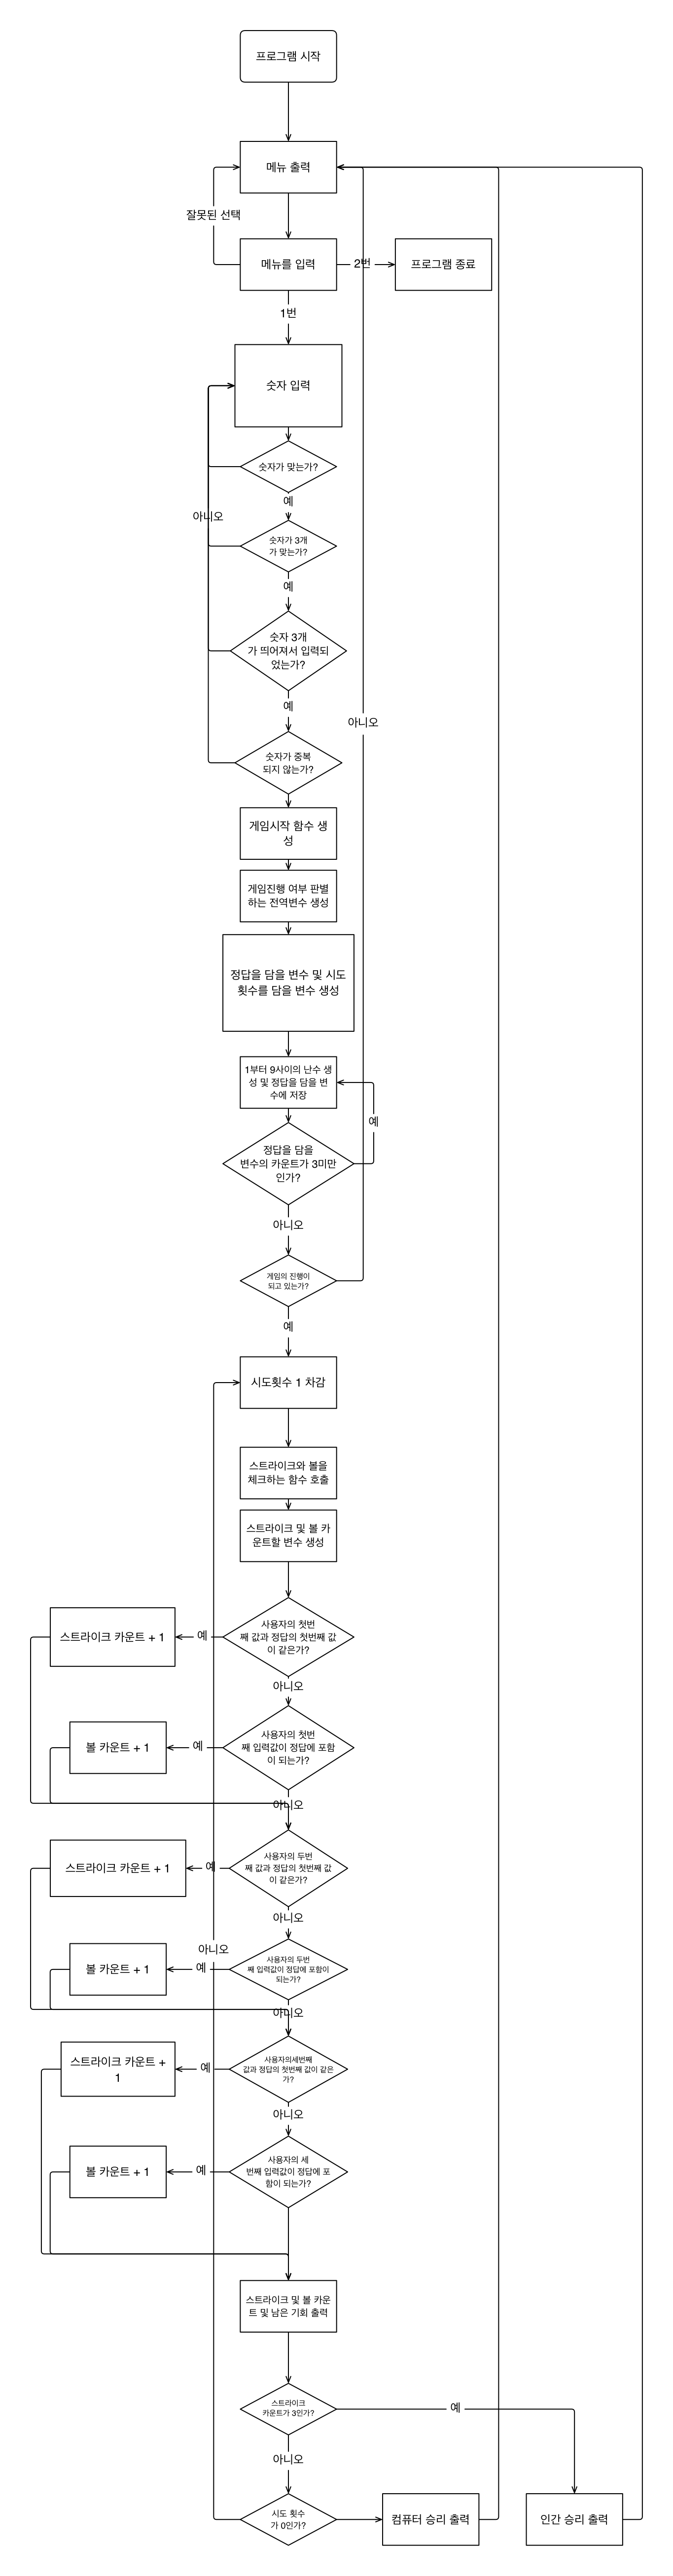 프로그램 시작
메뉴 출력
잘못된 선택
메뉴를 입력
2번
프로그램 종료
1번
숫자 입력
숫자가 맞는가?
예
아니오
숫자가 3개
가 맞는가?
예
숫자 3개
가 띄어져서 입력되
었는가?
예
아니오
숫자가 중복
되지 않는가?
게임시작 함수 생
성
게임진행 여부 판별
하는 전역변수 생성
정답을 담을 변수 및 시도
횟수를 담을 변수 생성
1부터 9사이의 난수 생
성 및 정답을 담을 변
수에 저장
예
정답을 담을
변수의 카운트가 3미만
인가?
아니오
게임의 진행이
되고 있는가?
예
시도횟수 1 차감
스트라이크와 볼을
체크하는 함수 호출
스트라이크 및 볼 카
운트할 변수 생성
사용자의 첫번
째 값과 정답의 첫번째 값
이 같은가?
예
스트라이크 카운트 + 1
아니오
사용자의 첫번
째 입력값이 정답에 포함
이 되는가?
예
볼 카운트 + 1
아니오
사용자의 두번
째 값과 정답의 첫번째 값
이 같은가?
예
스트라이크 카운트 + 1
아니오
아니오
사용자의 두번
째 입력값이 정답에 포함이
되는가?
예
볼 카운트 + 1
아니오
사용자의세번째
값과 정답의 첫번째 값이 같은
가?
예
스트라이크 카운트 +
1
아니오
사용자의 세
번째 입력값이 정답에 포
함이 되는가?
예
볼 카운트 + 1
스트라이크 및 볼 카운
트 및 남은 기회 출력
스트라이크
카운트가 3인가?
예
아니오
시도 횟수
가 0인가?
컴퓨터 승리 출력
인간 승리 출력